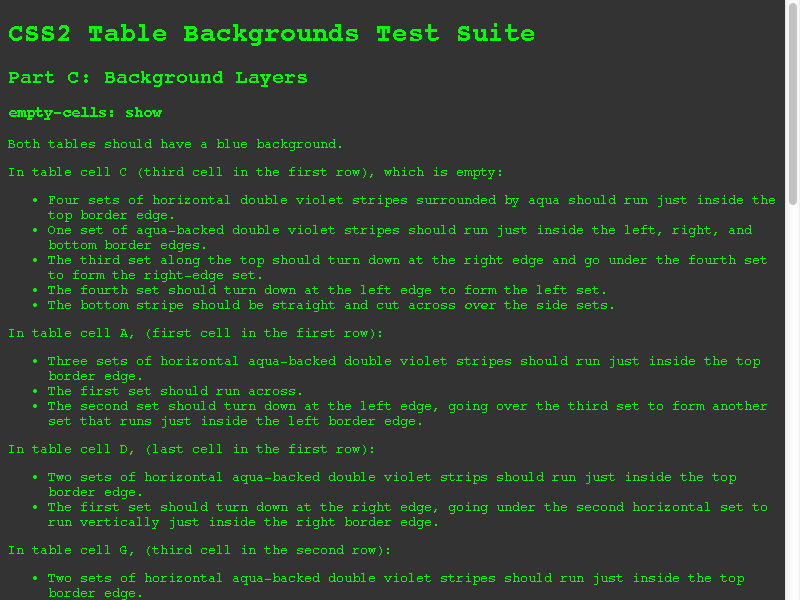 CSS2 Table Backgrounds Test Suite
Part C: Background Layers
empty-cells: show
Both tables should have a blue background.
In table cell C (third cell in the first row), which is empty:
• Four sets of horizontal double violet stripes surrounded by aqua should run just inside the
top border edge.
• One set of aqua-backed double violet stripes should run just inside the left, right, and
bottom border edges.
• The third set along the top should turn down at the right edge and go under the fourth set
to form the right-edge set.
• The fourth set should turn down at the left edge to form the left set.
• The bottom stripe should be straight and cut across over the side sets.
In table cell A, (first cell in the first row):
• Three sets of horizontal aqua-backed double violet stripes should run just inside the top
border edge.
• The first set should run across.
• The second set should turn down at the left edge, going over the third set to form another
set that runs just inside the left border edge.
In table cell D, (last cell in the first row):
• Two sets of horizontal aqua-backed double violet strips should run just inside the top
border edge.
• The first set should turn down at the right edge, going under the second horizontal set to
run vertically just inside the right border edge.
In table cell G, (third cell in the second row):
• Two sets of horizontal aqua-backed double violet stripes should run just inside the top
border edge.